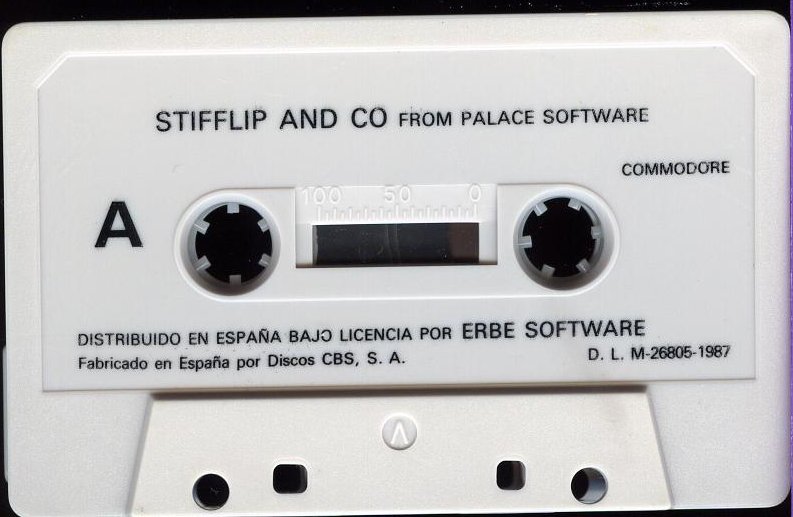 STIFFLIP AND CO FROM PALACE SOFTWARE
COMMODORE
A
100 50 0
DISTRIBUIDO EN ESPAÑA BAJO LICENCIA POR ERBE SOFTWARE
Fabricado en España por Discos CBS, S. A.
D. L. M-26805-1987